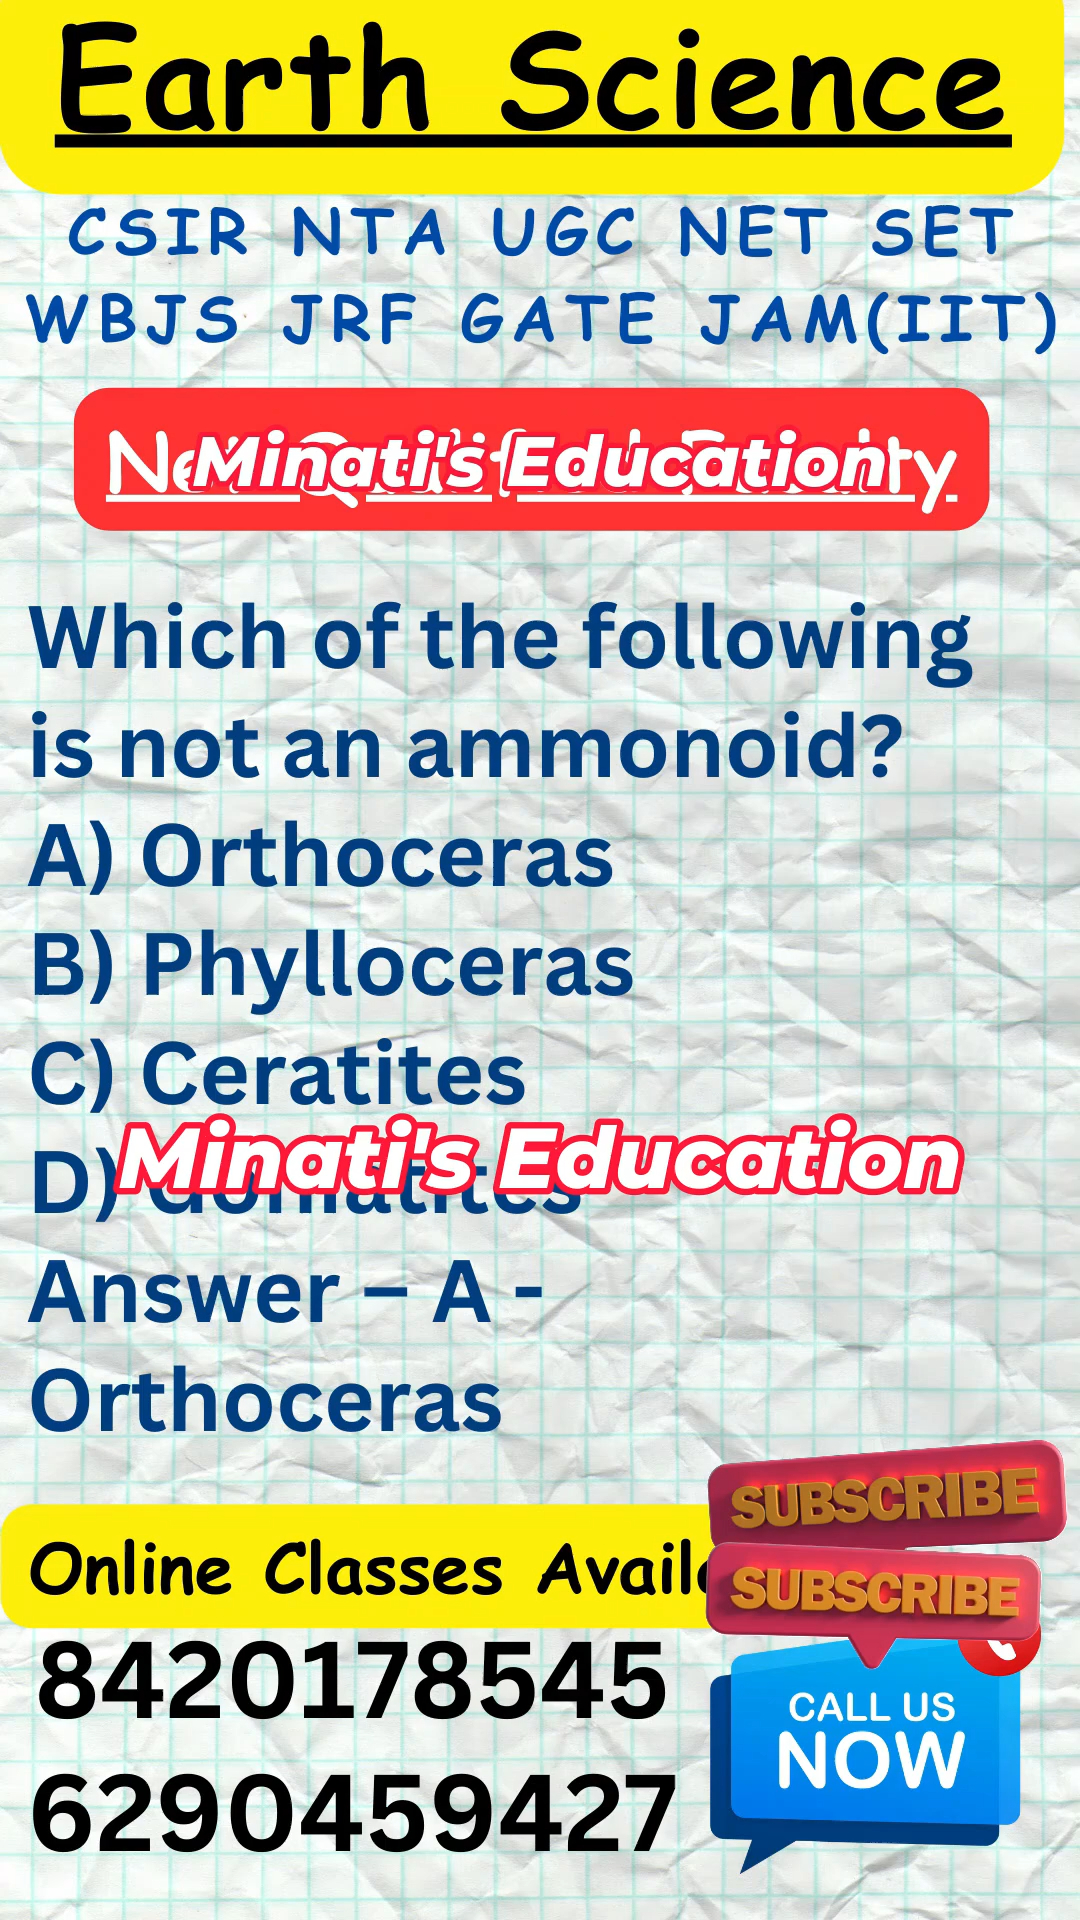 Earth Science
CSIR NTA UGC NET SET
WBJS JRF GATE JAM(IIT)
Minati's Education
Which of the following
is not an ammonoid?
A) Orthoceras
B) Phylloceras
C) Ceratites
Minati's Education
D) Goniatites
Answer – A -
Orthoceras
SUBSCRIBE
Online Classes
SUBSCRIBE
8420178545
CALL US
NOW
6290459427